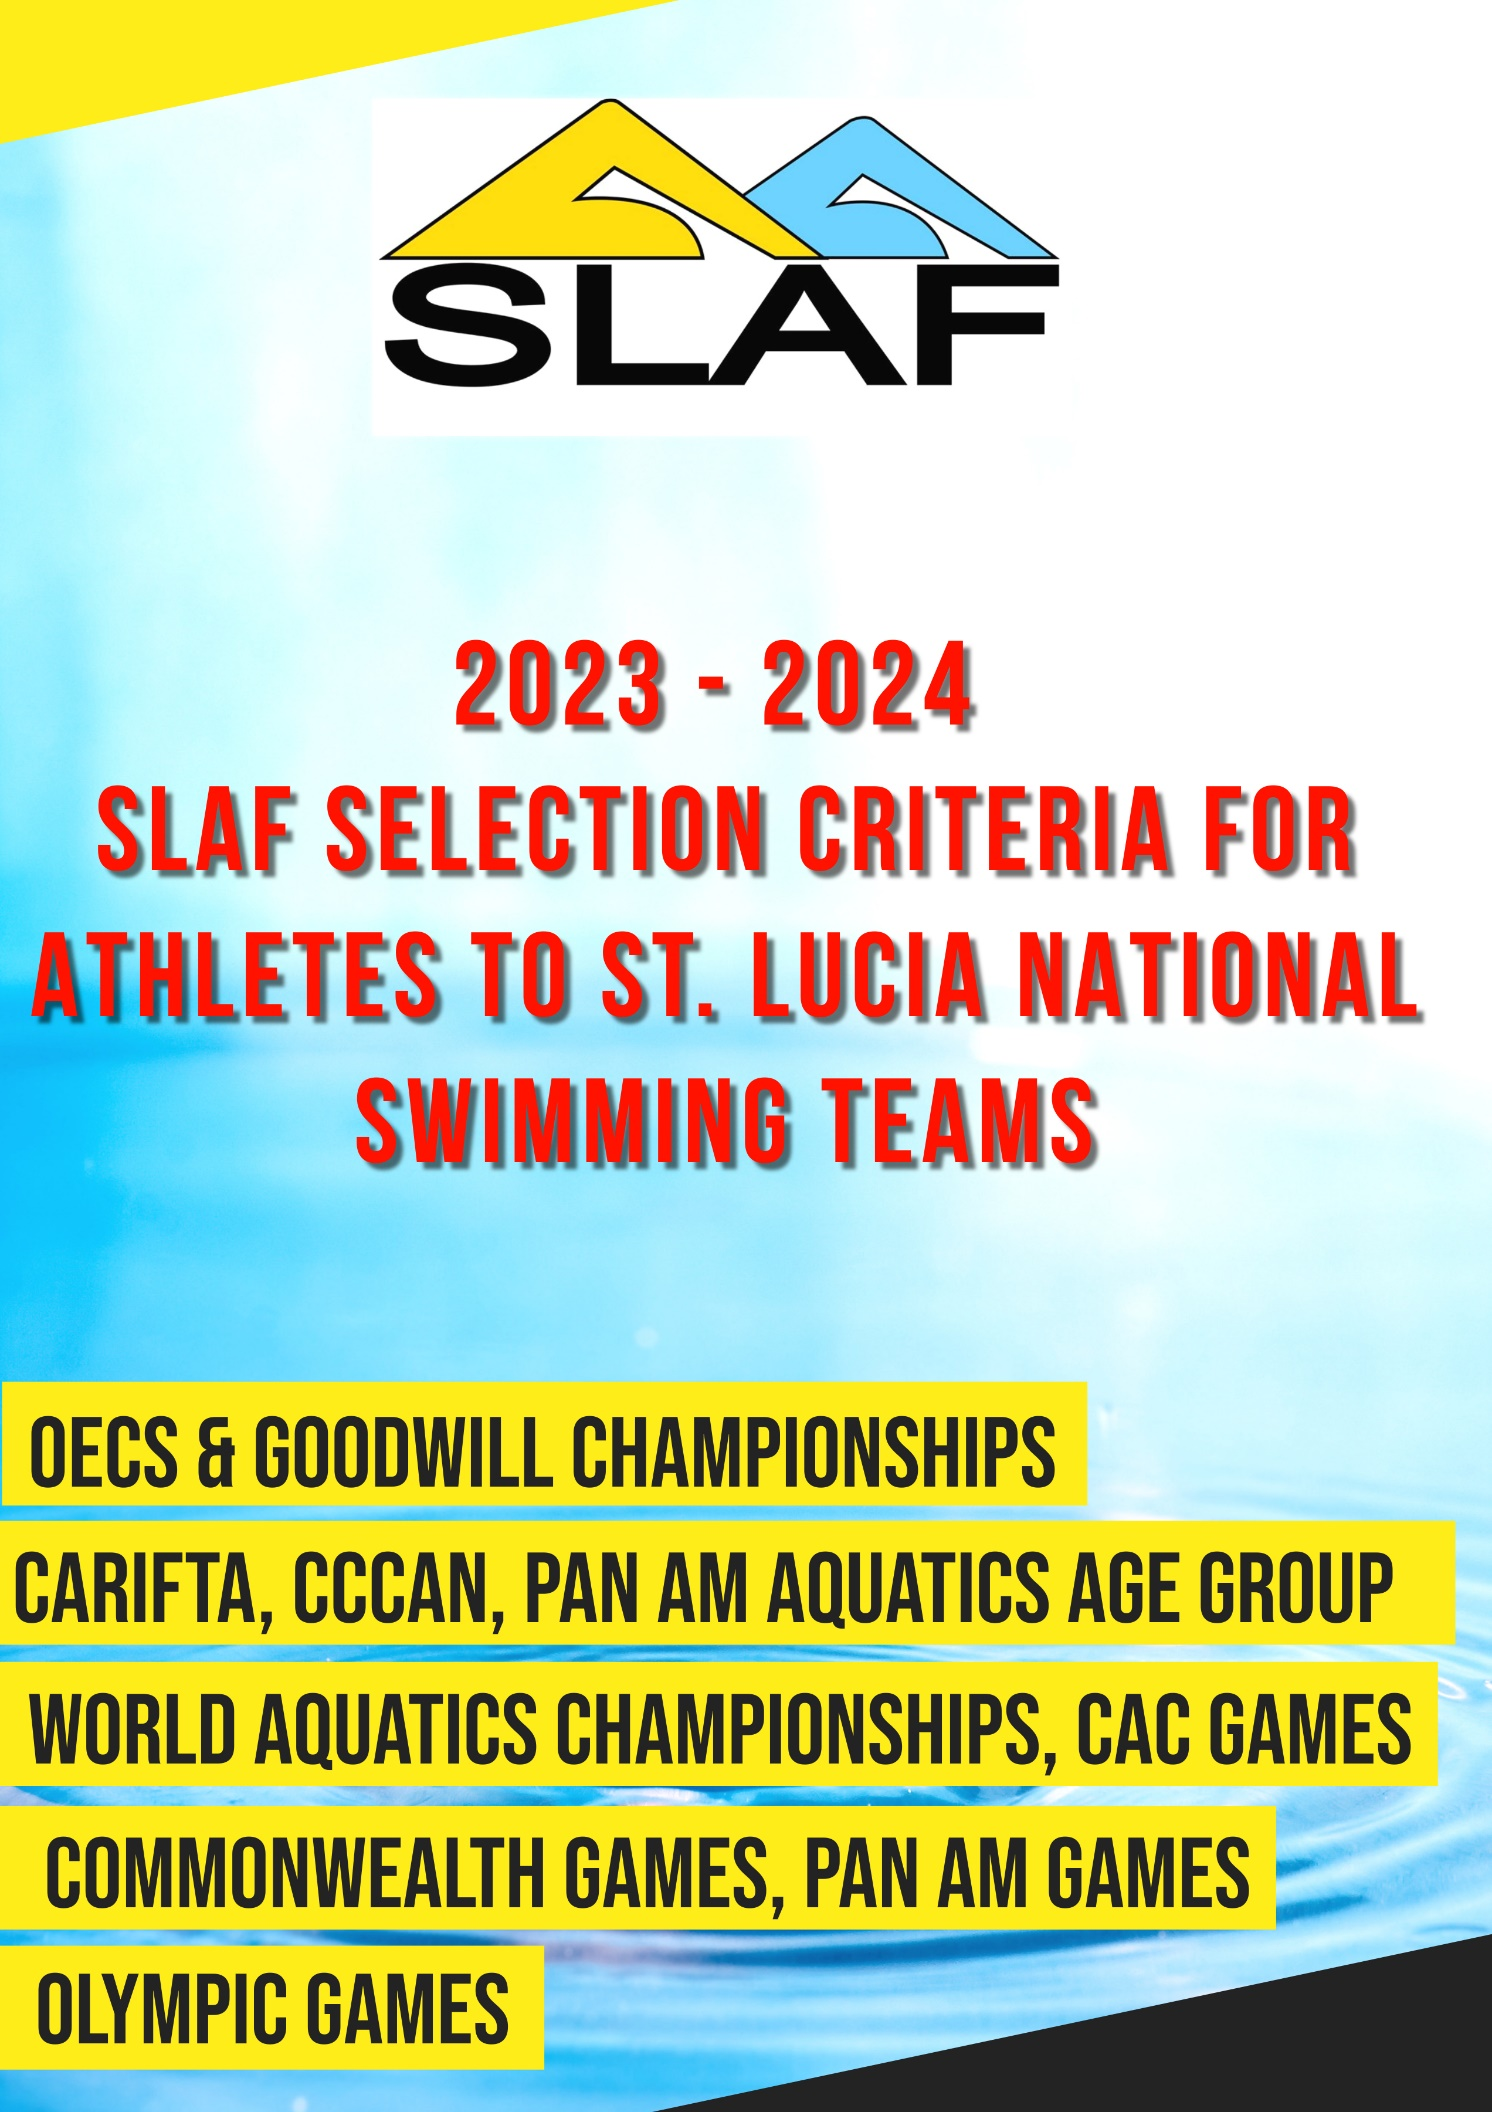 SLAF
2023 - 2024
SLAF SELECTION CRITERIA FOR
ATHLETES TO ST. LUCIA NATIONAL
SWIMMING TEAMS
OECS & GOODWILL CHAMPIONSHIPS
CARIFTA, CCCAN, PAN AM AQUATICS AGE GROUP
WORLD AQUATICS CHAMPIONSHIPS, CAC GAMES
COMMONWEALTH GAMES, PAN AM GAMES
OLYMPIC GAMES